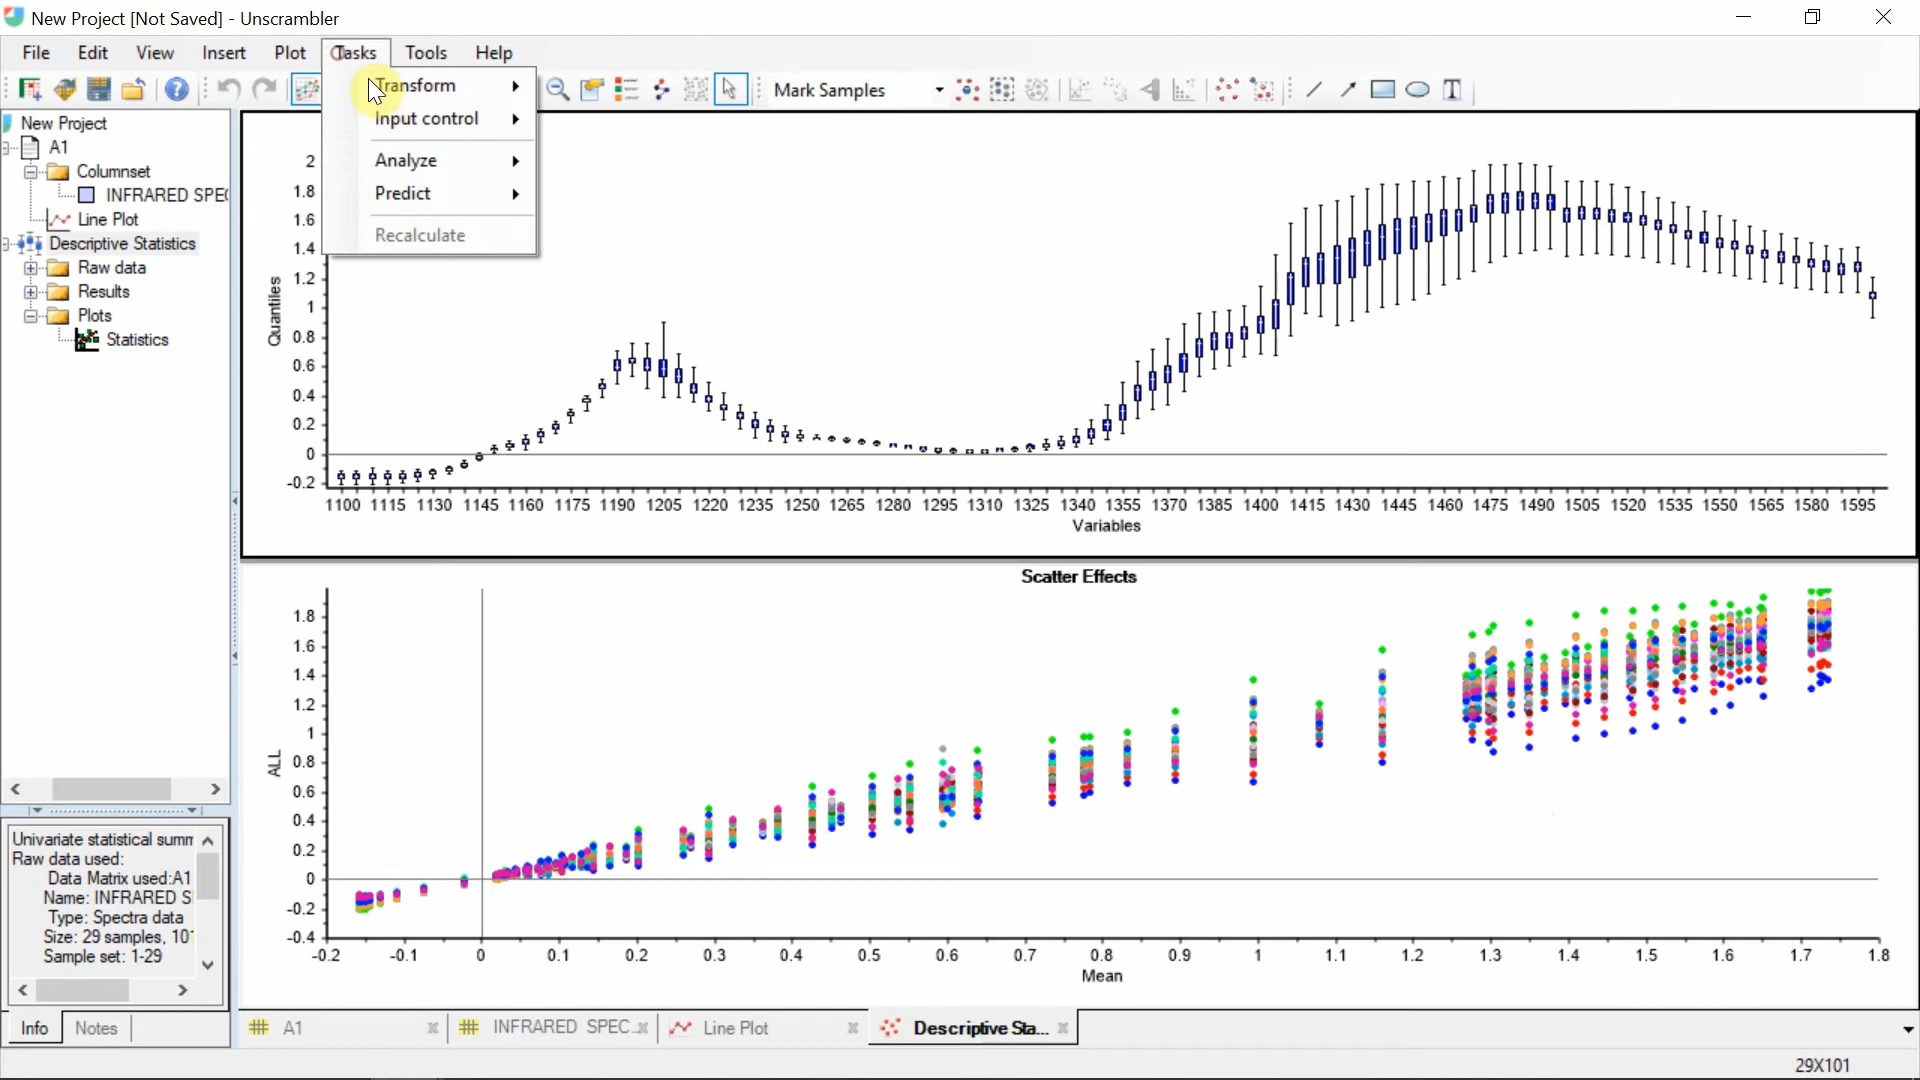 New Project [Not Saved] - Unscrambler
File Edit View Insert Plot Tasks Tools Help
Mark Samples
Transform
Input control
Analyze
Predict
Recalculate
New Project
A1
Columnset
INFRARED SPE
Line Plot
Descriptive Statistics
Raw data
Results
Plots
Statistics
Univariate statistical summ
Raw data used:
Data Matrix used:A1
Name: INFRARED S
Type: Spectra data
Size: 29 samples, 101
Sample set: 1-29
Info Notes
2
1.8
1.6
1.4
1.2
1
0.8
0.6
0.4
0.2
0
-0.2
Quantiles
1100 1115 1130 1145 1160 1175 1190 1205 1220 1235 1250 1265 1280 1295 1310 1325 1340 1355 1370 1385 1400 1415 1430 1445 1460 1475 1490 1505 1520 1535 1550 1565 1580 1595
Variables
Scatter Effects
1.8
1.6
1.4
1.2
1
0.8
0.6
0.4
0.2
0
-0.2
-0.4
ALL
-0.2 -0.1 0 0.1 0.2 0.3 0.4 0.5 0.6 0.7 0.8 0.9 1 1.1 1.2 1.3 1.4 1.5 1.6 1.7 1.8
Mean
A1 INFRARED SPEC... Line Plot Descriptive Sta...
29X101